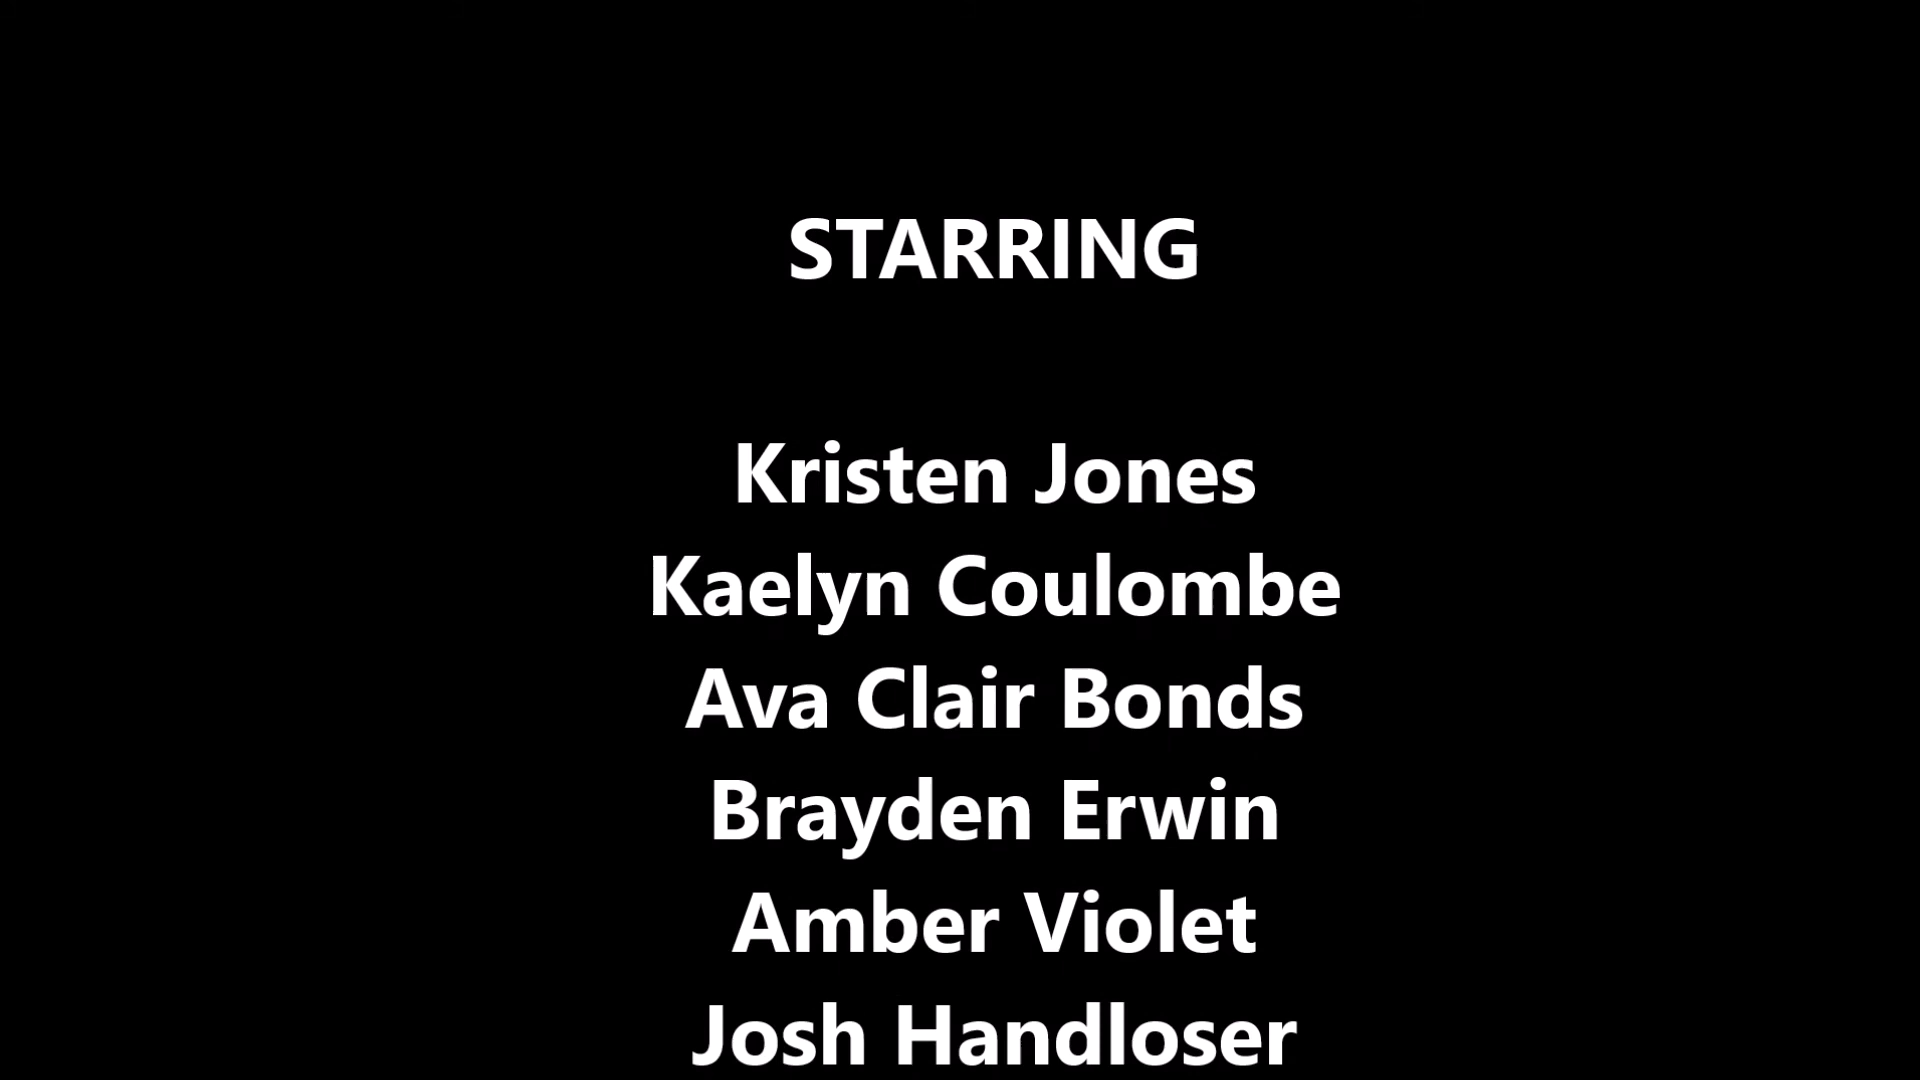 STARRING
Kristen Jones
Kaelyn Coulombe
Ava Clair Bonds
Brayden Erwin
Amber Violet
Josh Handloser